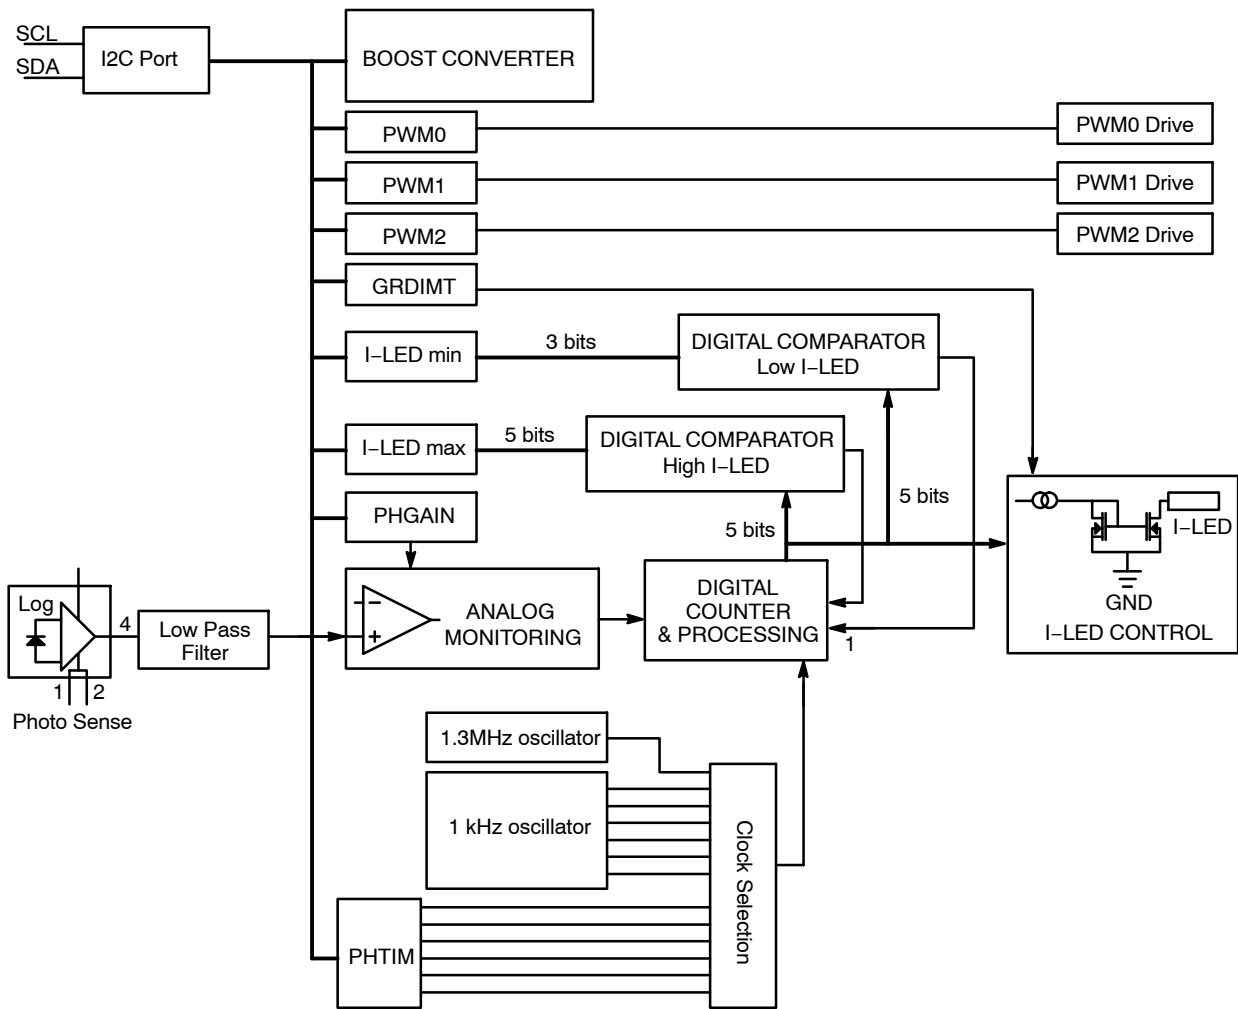 SCL
SDA
I2C Port
BOOST CONVERTER
PWM0
PWM0 Drive
PWM1
PWM1 Drive
PWM2
PWM2 Drive
GRDIMT
I–LED min
3 bits
DIGITAL COMPARATOR
Low I–LED
I–LED max
5 bits
DIGITAL COMPARATOR
High I–LED
PHGAIN
5 bits
5 bits
I–LED
GND
I–LED CONTROL
Log
4
Low Pass
Filter
1
2
Photo Sense
–
+
ANALOG
MONITORING
DIGITAL
COUNTER
& PROCESSING
1
1.3MHz oscillator
1 kHz oscillator
Clock Selection
PHTIM